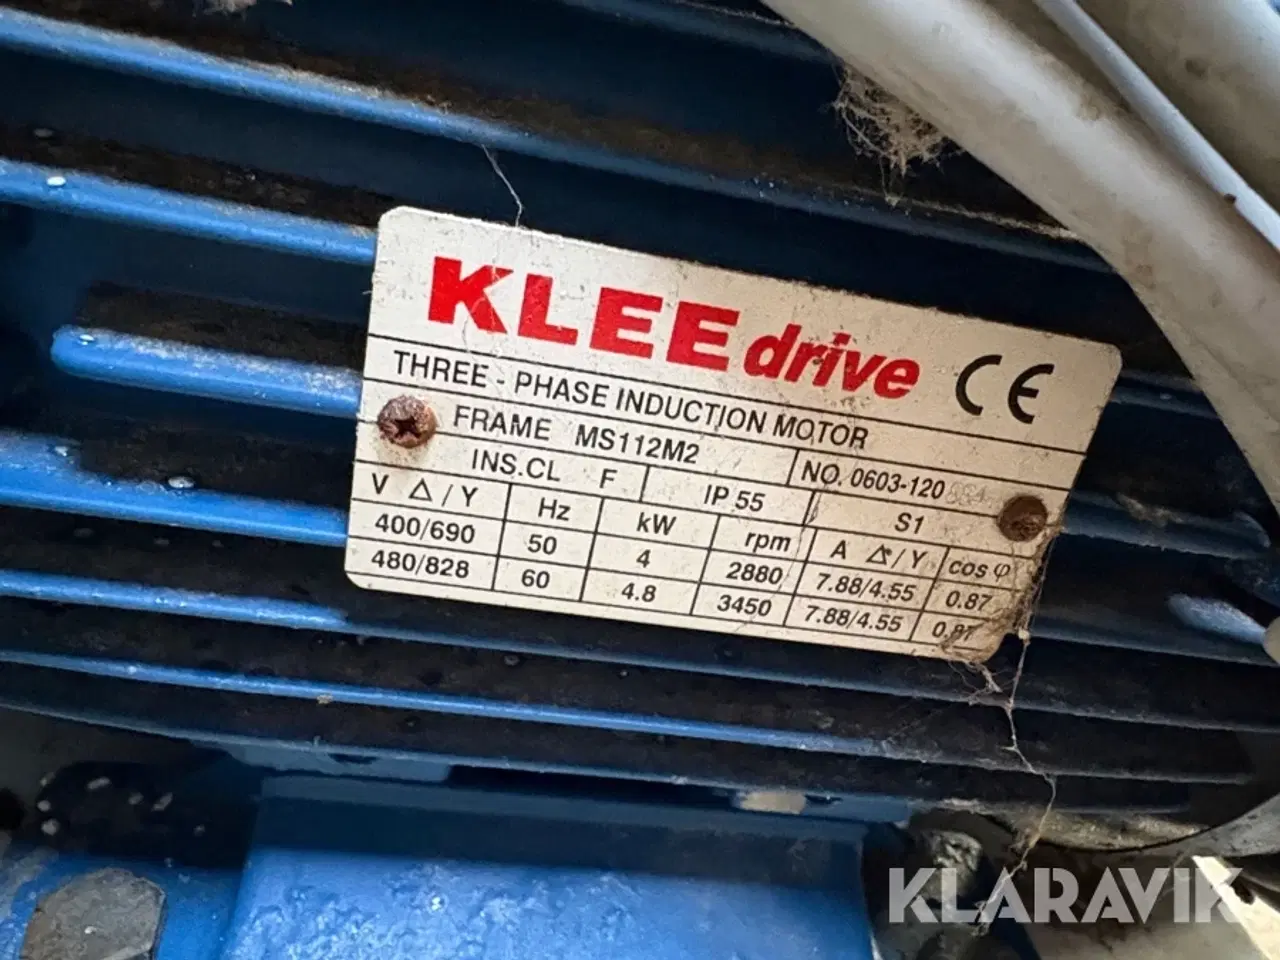 KLEE drive CE
THREE - PHASE INDUCTION MOTOR
FRAME MS112M2 NO. 0603-120
INS.CL F IP 55 S1
V Δ/Y Hz kW rpm A Δ/Y cos φ
400/690 50 4 2880 7.88/4.55 0.87
480/828 60 4.8 3450 7.88/4.55 0.87
KLARAVIK